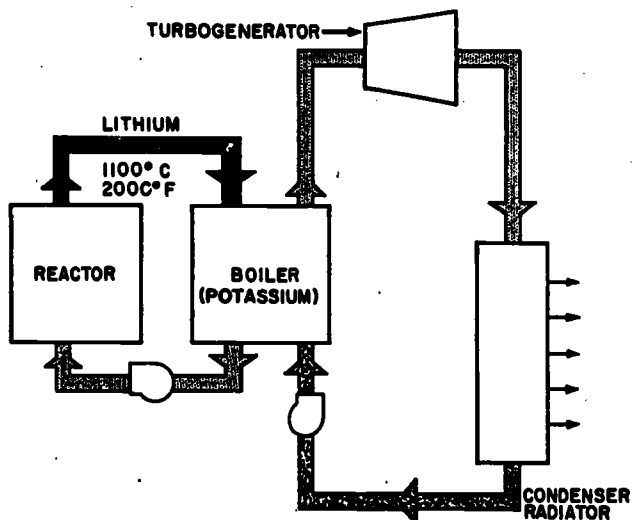 TURBOGENERATOR
LITHIUM
1100° C
200C° F
REACTOR
BOILER
(POTASSIUM)
CONDENSER
RADIATOR